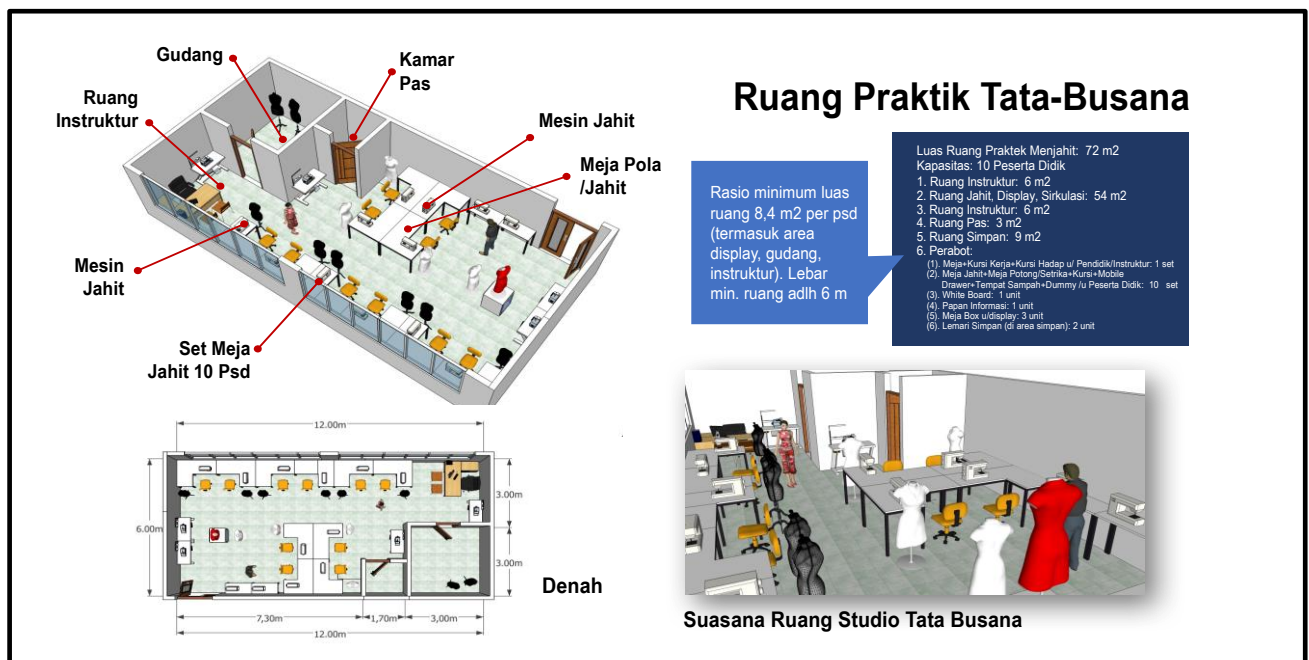 Gudang
Kamar
Pas
Ruang
Instruktur
Mesin Jahit
Meja Pola
/Jahit
Mesin
Jahit
Set Meja
Jahit 10 Psd
Ruang Praktik Tata-Busana
Rasio minimum luas
ruang 8,4 m2 per psd
(termasuk area
display, gudang,
instruktur). Lebar
min. ruang adlh 6 m
Luas Ruang Praktek Menjahit: 72 m2
Kapasitas: 10 Peserta Didik
1. Ruang Instruktur: 6 m2
2. Ruang Jahit, Display, Sirkulasi: 54 m2
3. Ruang Instruktur: 6 m2
4. Ruang Pas: 3 m2
5. Ruang Simpan: 9 m2
6. Perabot:
(1). Meja+Kursi Kerja+Kursi Hadap u/ Pendidik/Instruktur: 1 set
(2). Meja Jahit+Meja Potong/Setrika+Kursi+Mobile
Drawer+Tempat Sampah+Dummy /u Peserta Didik: 10 set
(3). White Board: 1 unit
(4). Papan Informasi: 1 unit
(5). Meja Box u/display: 3 unit
(6). Lemari Simpan (di area simpan): 2 unit
12.00m
6.00m
3.00m
3.00m
7,30m
1,70m
3,00m
12.00m
Denah
Suasana Ruang Studio Tata Busana